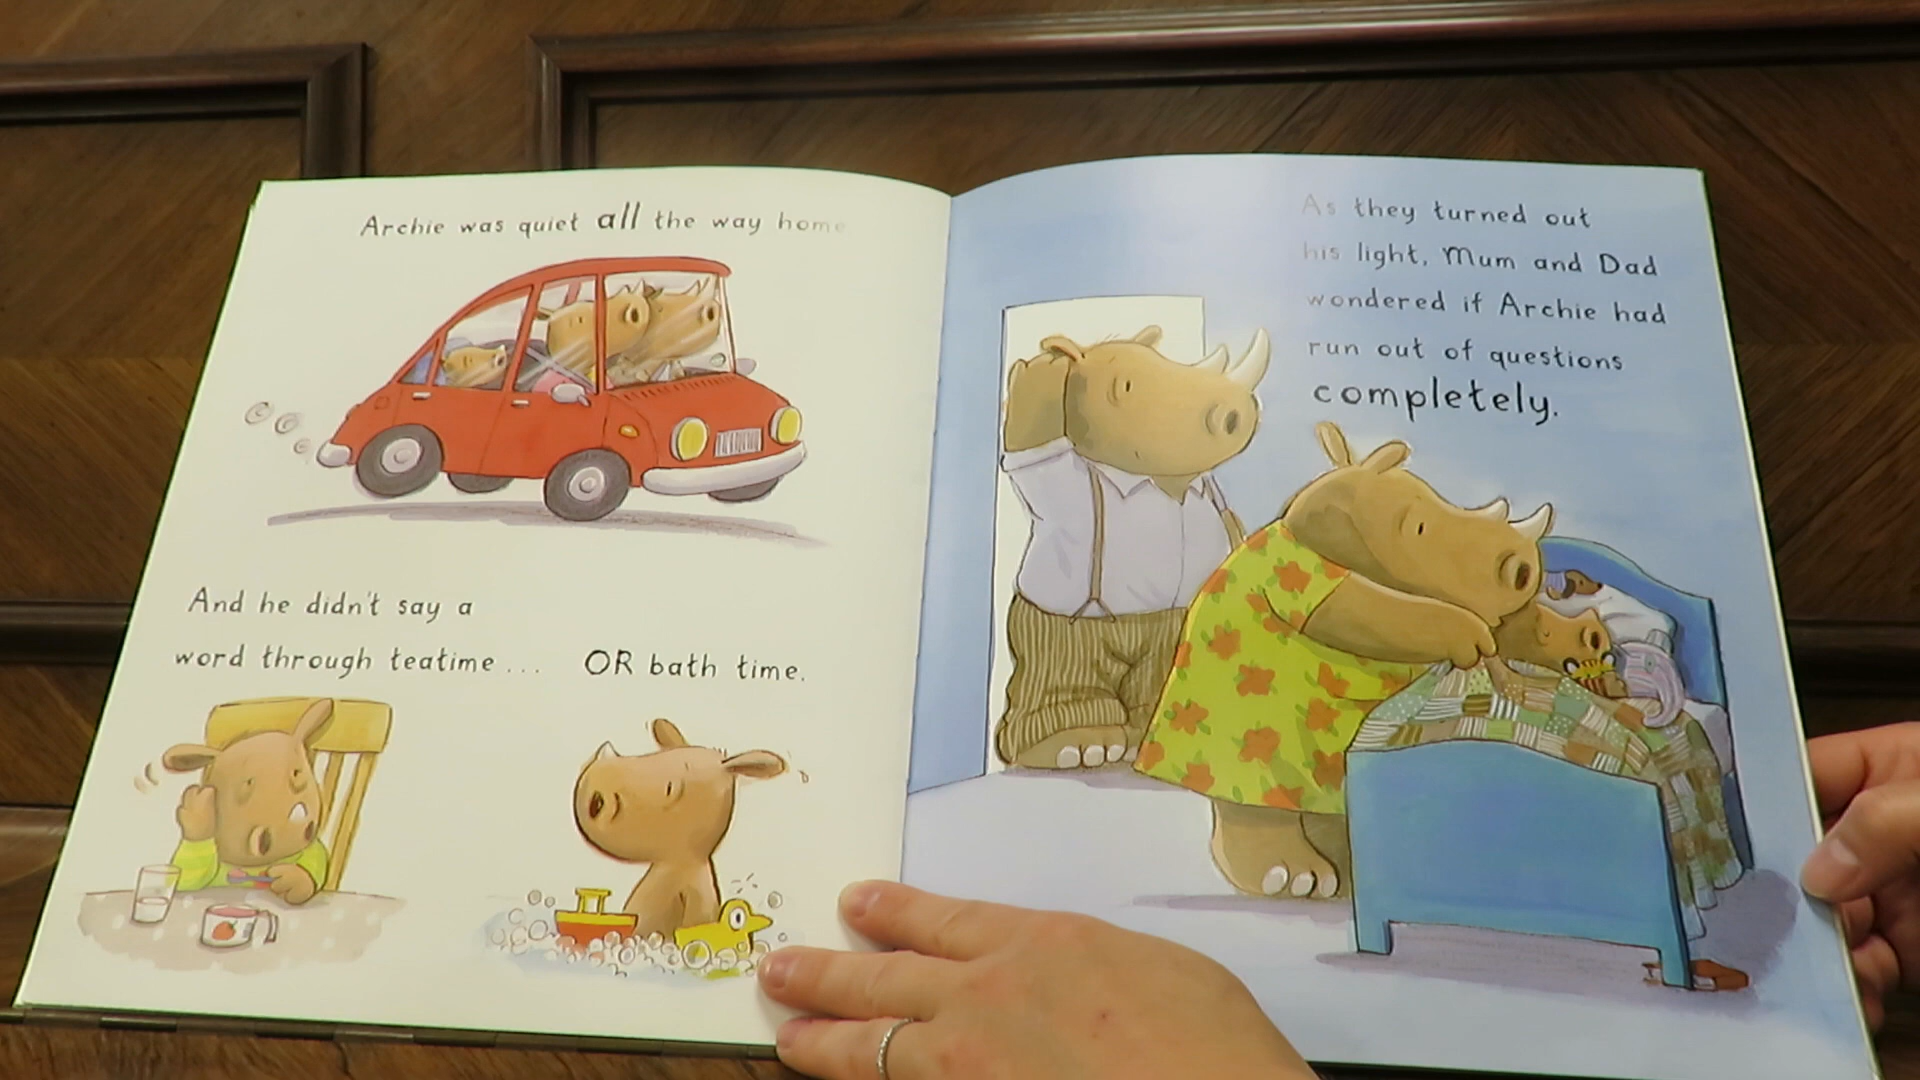 Archie was quiet all the way home
And he didn't say a
word through teatime ... OR bath time.
As they turned out
his light, Mum and Dad
wondered if Archie had
run out of questions
completely.